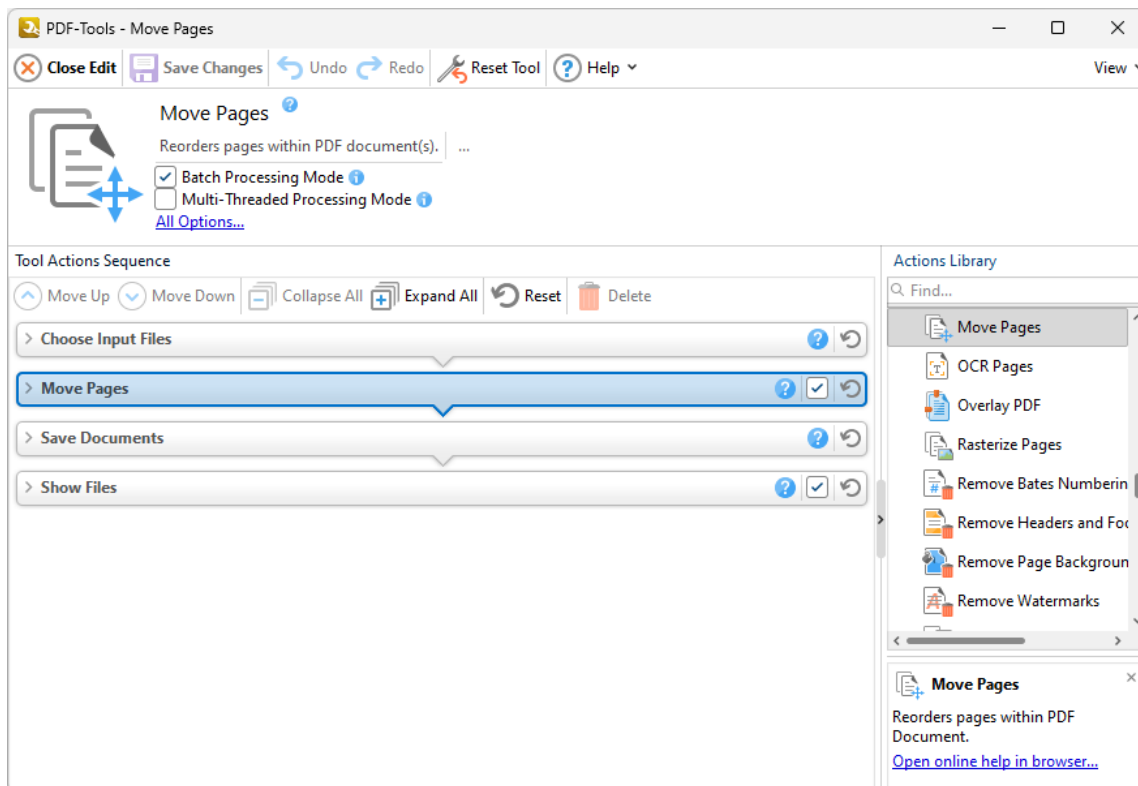 PDF-Tools - Move Pages
Close Edit Save Changes Undo Redo Reset Tool ? Help View
Move Pages ?
Reorders pages within PDF document(s). ...
Batch Processing Mode i
Multi-Threaded Processing Mode i
All Options...
Tool Actions Sequence
Move Up Move Down Collapse All Expand All Reset Delete
Choose Input Files ?
Move Pages ?
Save Documents ?
Show Files ?
Actions Library
Find...
Move Pages
OCR Pages
Overlay PDF
Rasterize Pages
Remove Bates Numberin
Remove Headers and Foo
Remove Page Backgroun
Remove Watermarks
Move Pages
Reorders pages within PDF
Document.
Open online help in browser...